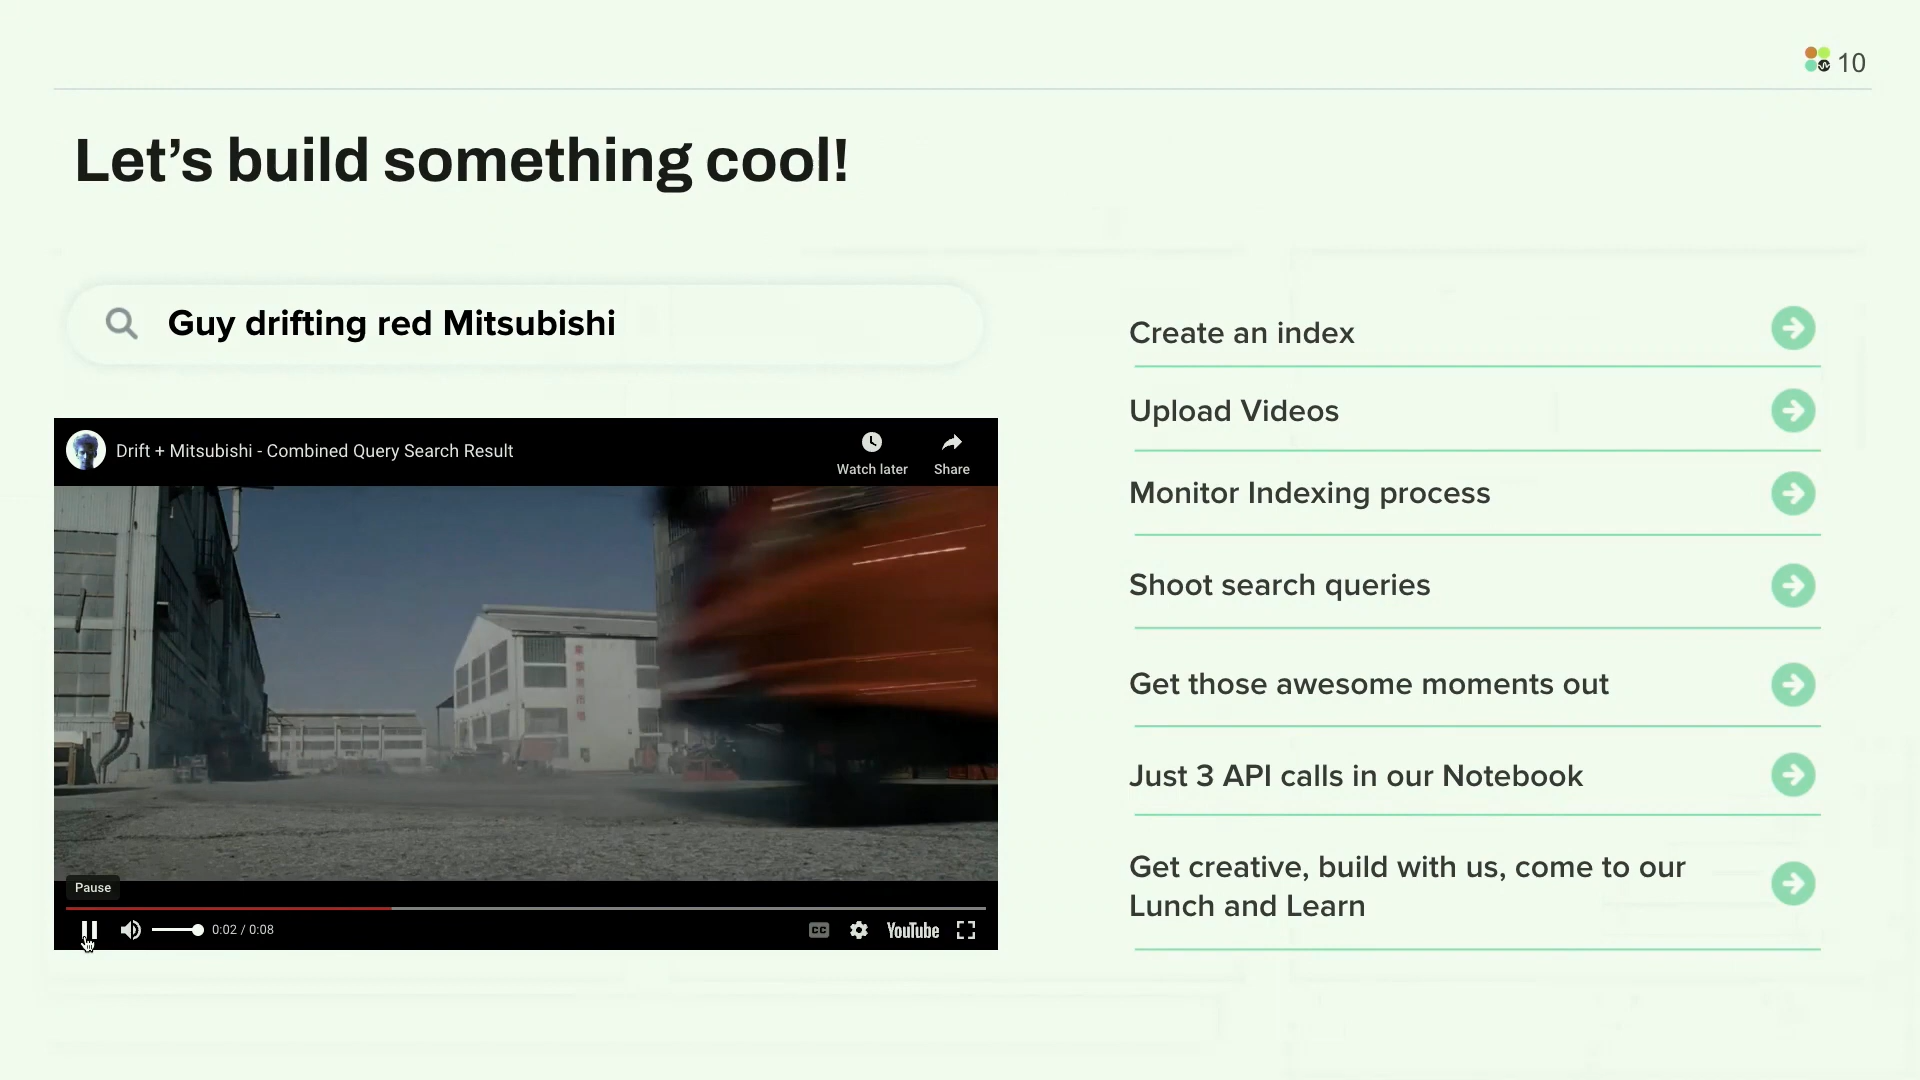 10
Let’s build something cool!
Guy drifting red Mitsubishi
Drift + Mitsubishi - Combined Query Search Result
Watch later
Share
Pause
0:02 / 0:08
CC
YouTube
Create an index
Upload Videos
Monitor Indexing process
Shoot search queries
Get those awesome moments out
Just 3 API calls in our Notebook
Get creative, build with us, come to our
Lunch and Learn